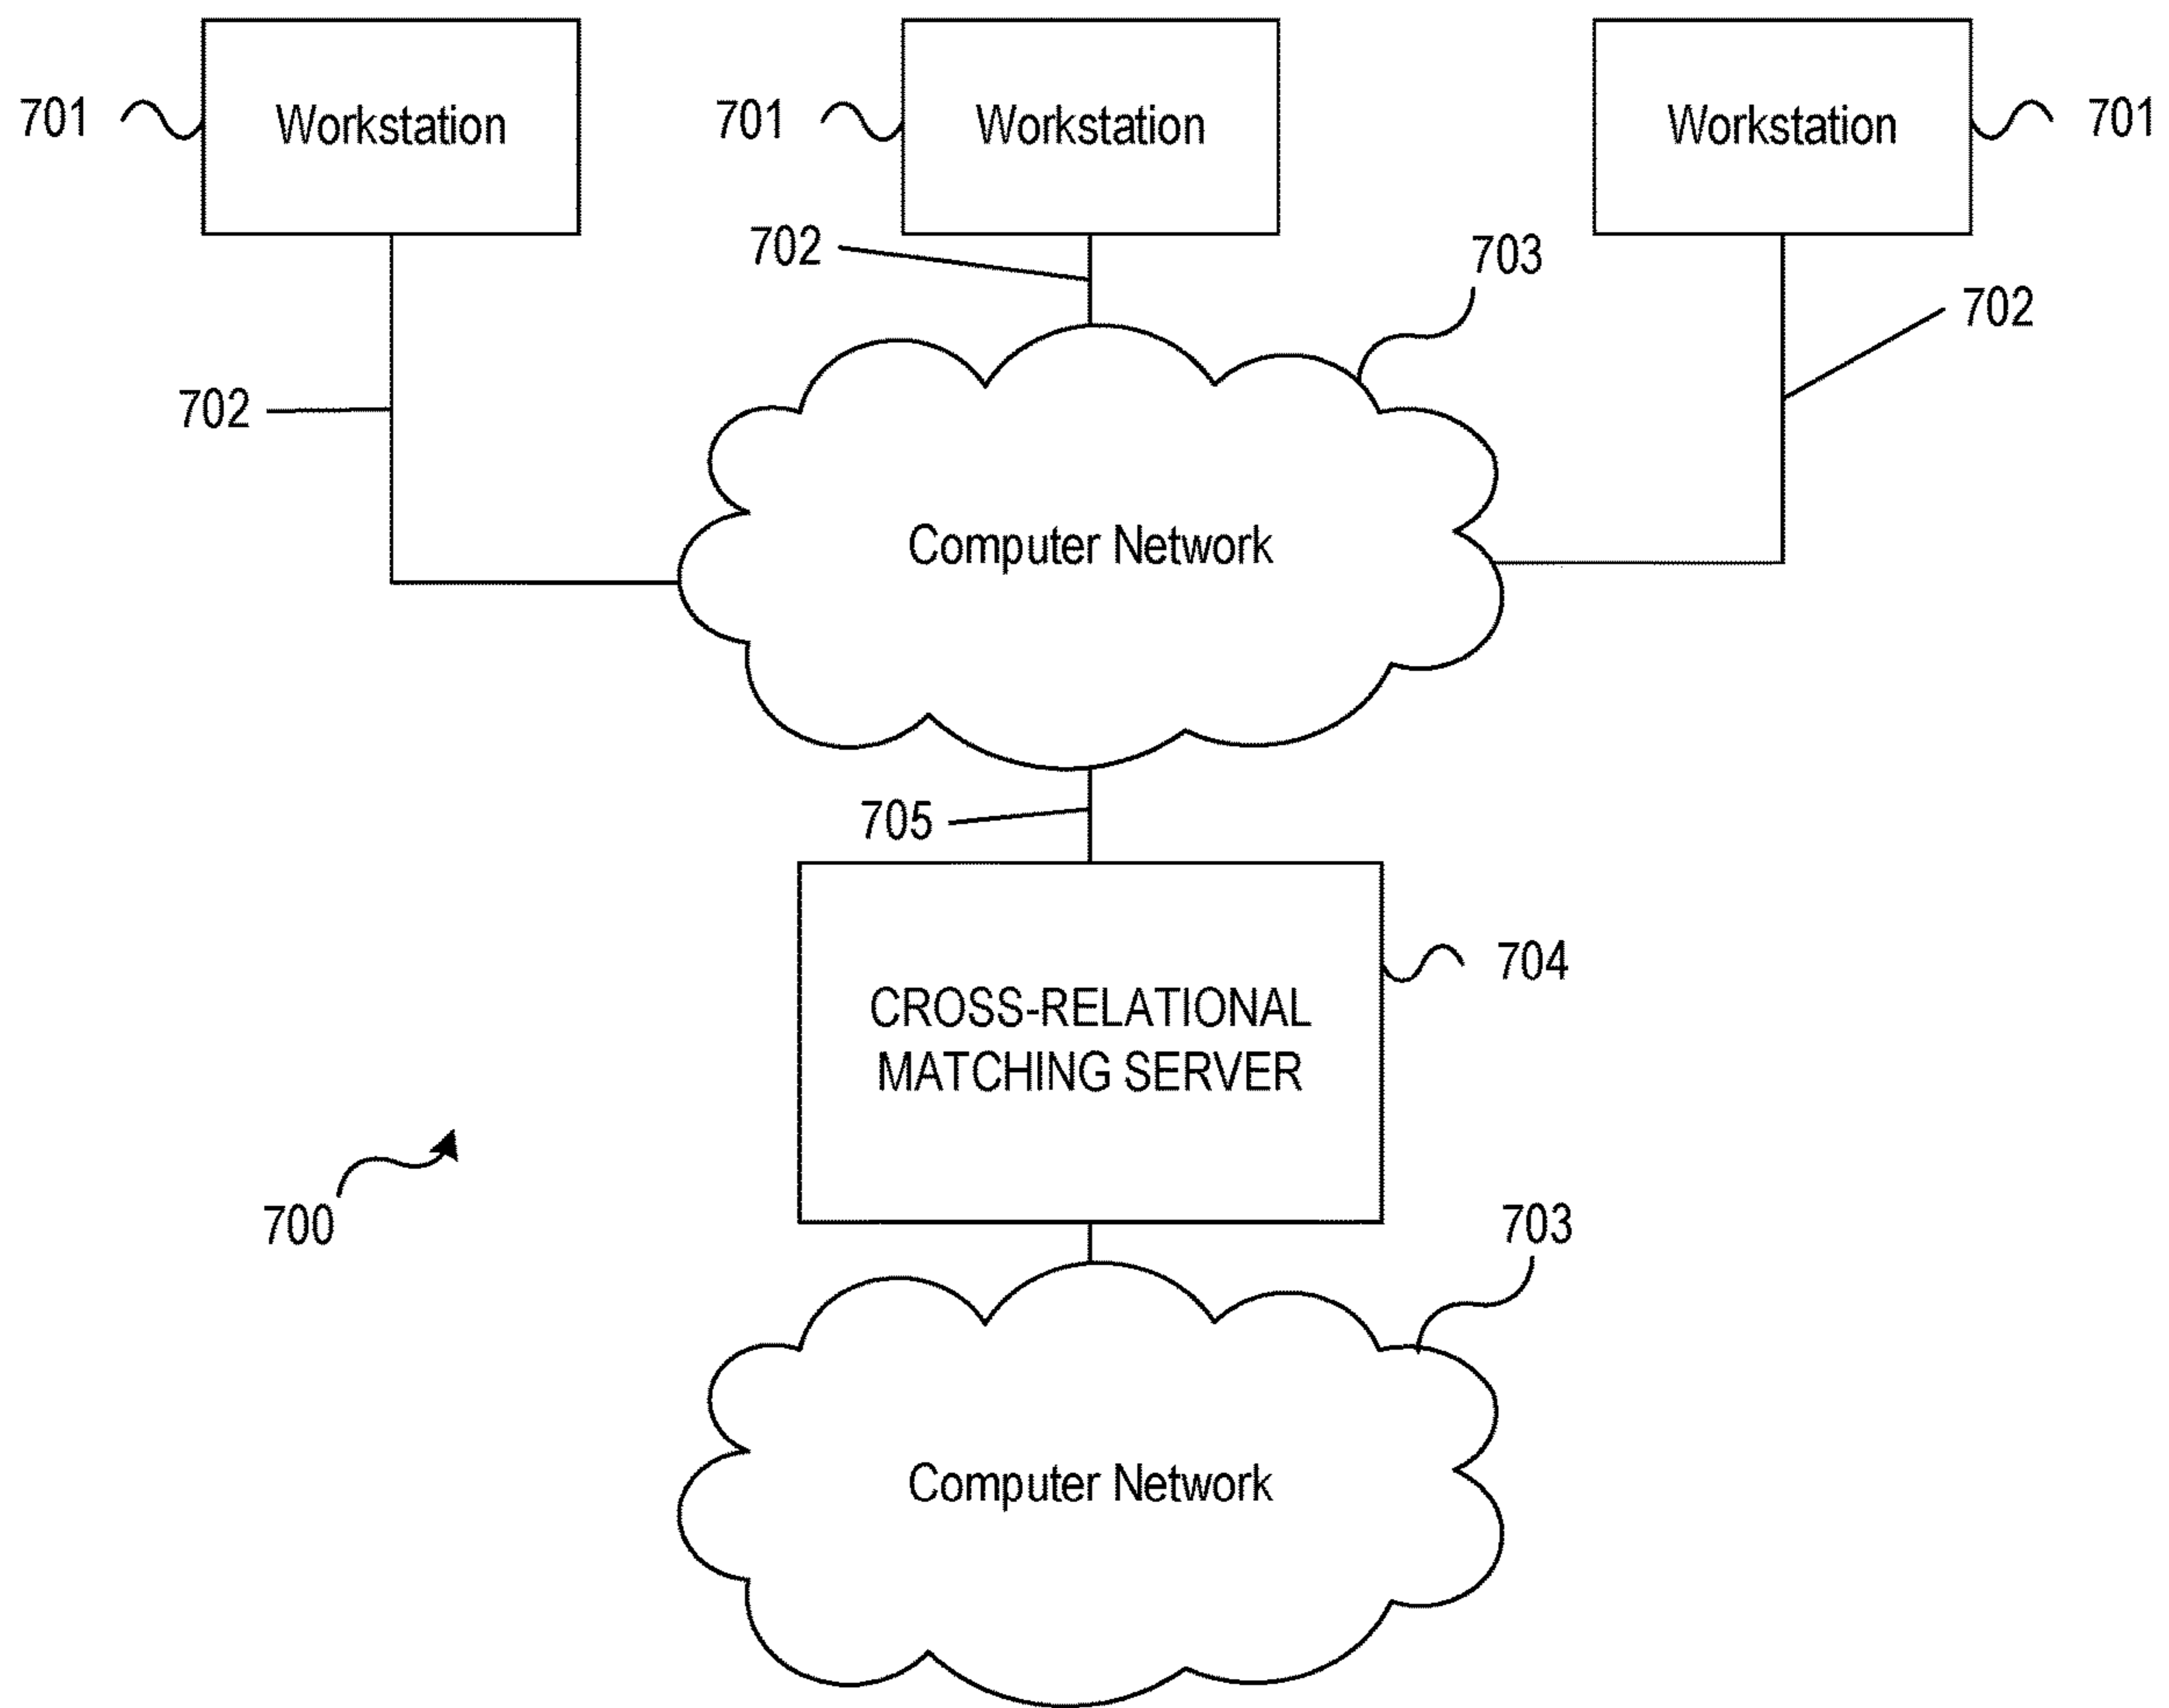 701
Workstation
701
Workstation
Workstation
701
702
703
702
702
Computer Network
705
704
CROSS-RELATIONAL
MATCHING SERVER
700
703
Computer Network